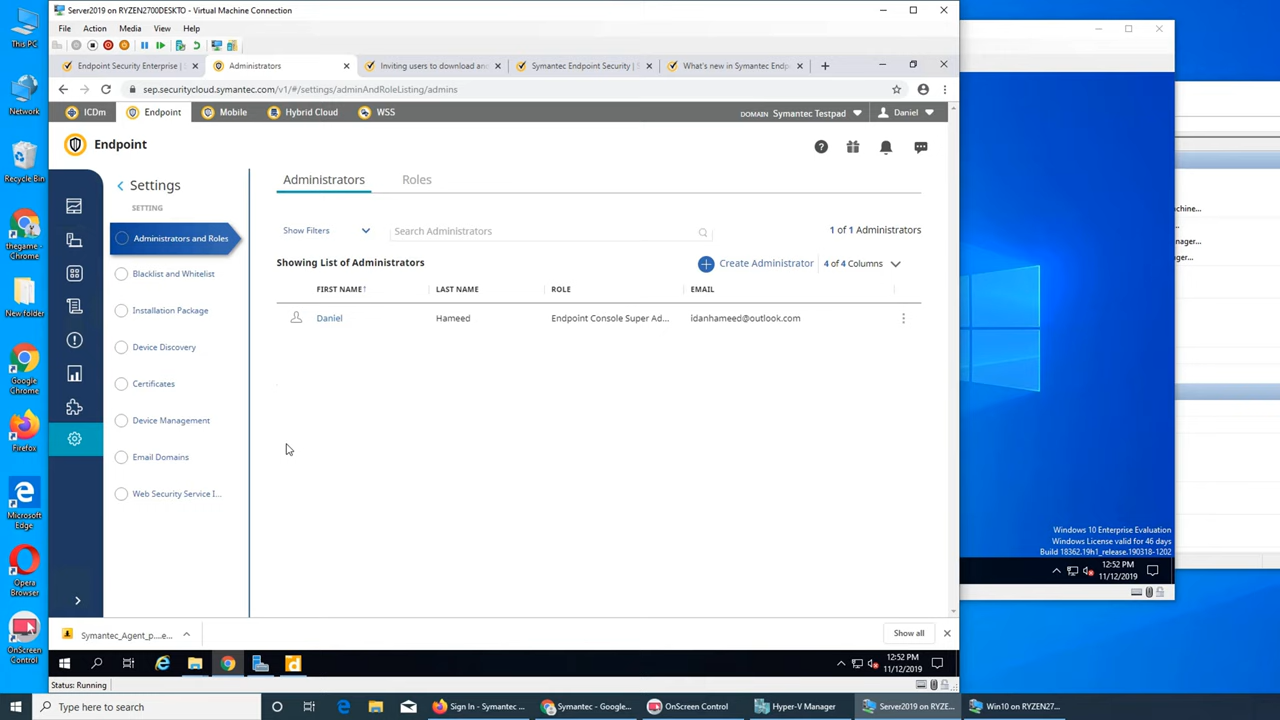 This PC
Network
Recycle Bin
thegame -
Chrome
New folder
Google
Chrome
Firefox
Microsoft
Edge
Opera
Browser
OnScreen
Control
Server2019 on RYZEN2700DESKTO - Virtual Machine Connection
File Action Media View Help
Endpoint Security Enterprise |
Administrators
Inviting users to download an
Symantec Endpoint Security | S
What's new in Symantec Endp
sep.securitycloud.symantec.com/v1/#/settings/adminAndRoleListing/admins
ICDm Endpoint Mobile Hybrid Cloud WSS
DOMAIN Symantec Testpad
Daniel
Endpoint
Settings
SETTING
Administrators and Roles
Blacklist and Whitelist
Installation Package
Device Discovery
Certificates
Device Management
Email Domains
Web Security Service I...
Administrators Roles
Show Filters
Search Administrators
1 of 1 Administrators
Showing List of Administrators
Create Administrator
4 of 4 Columns
FIRST NAME↑ LAST NAME ROLE EMAIL
Daniel Hameed Endpoint Console Super Ad... idanhameed@outlook.com
Symantec_Agent_p....e...
Show all
12:52 PM
11/12/2019
Status: Running
chine...
ager...
ger...
Windows 10 Enterprise Evaluation
Windows License valid for 46 days
Build 18362.19h1_release.190318-1202
12:52 PM
11/12/2019
Type here to search
Sign In - Symantec ...
Symantec - Google...
OnScreen Control
Hyper-V Manager
Server2019 on RYZE...
Win10 on RYZEN27...